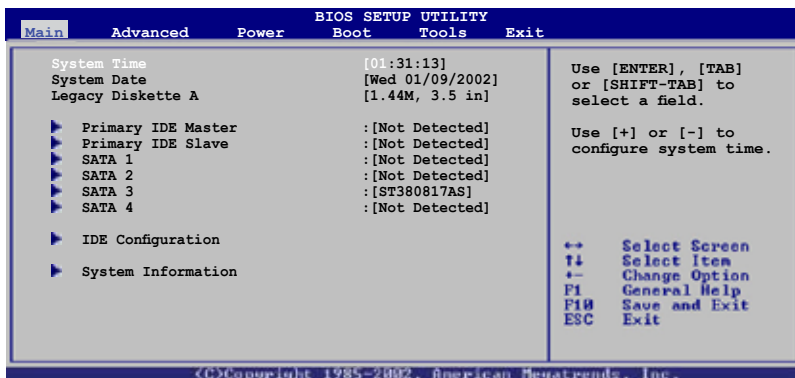 BIOS SETUP UTILITY
Main Advanced Power Boot Tools Exit
System Time [01:31:13]
System Date [Wed 01/09/2002]
Legacy Diskette A [1.44M, 3.5 in]
Primary IDE Master :[Not Detected]
Primary IDE Slave :[Not Detected]
SATA 1 :[Not Detected]
SATA 2 :[Not Detected]
SATA 3 :[ST380817AS]
SATA 4 :[Not Detected]
IDE Configuration
System Information
Use [ENTER], [TAB]
or [SHIFT-TAB] to
select a field.
Use [+] or [-] to
configure system time.
↔ Select Screen
↑↓ Select Item
+- Change Option
F1 General Help
F10 Save and Exit
ESC Exit
(C)Copyright 1985-2002, American Megatrends, Inc.